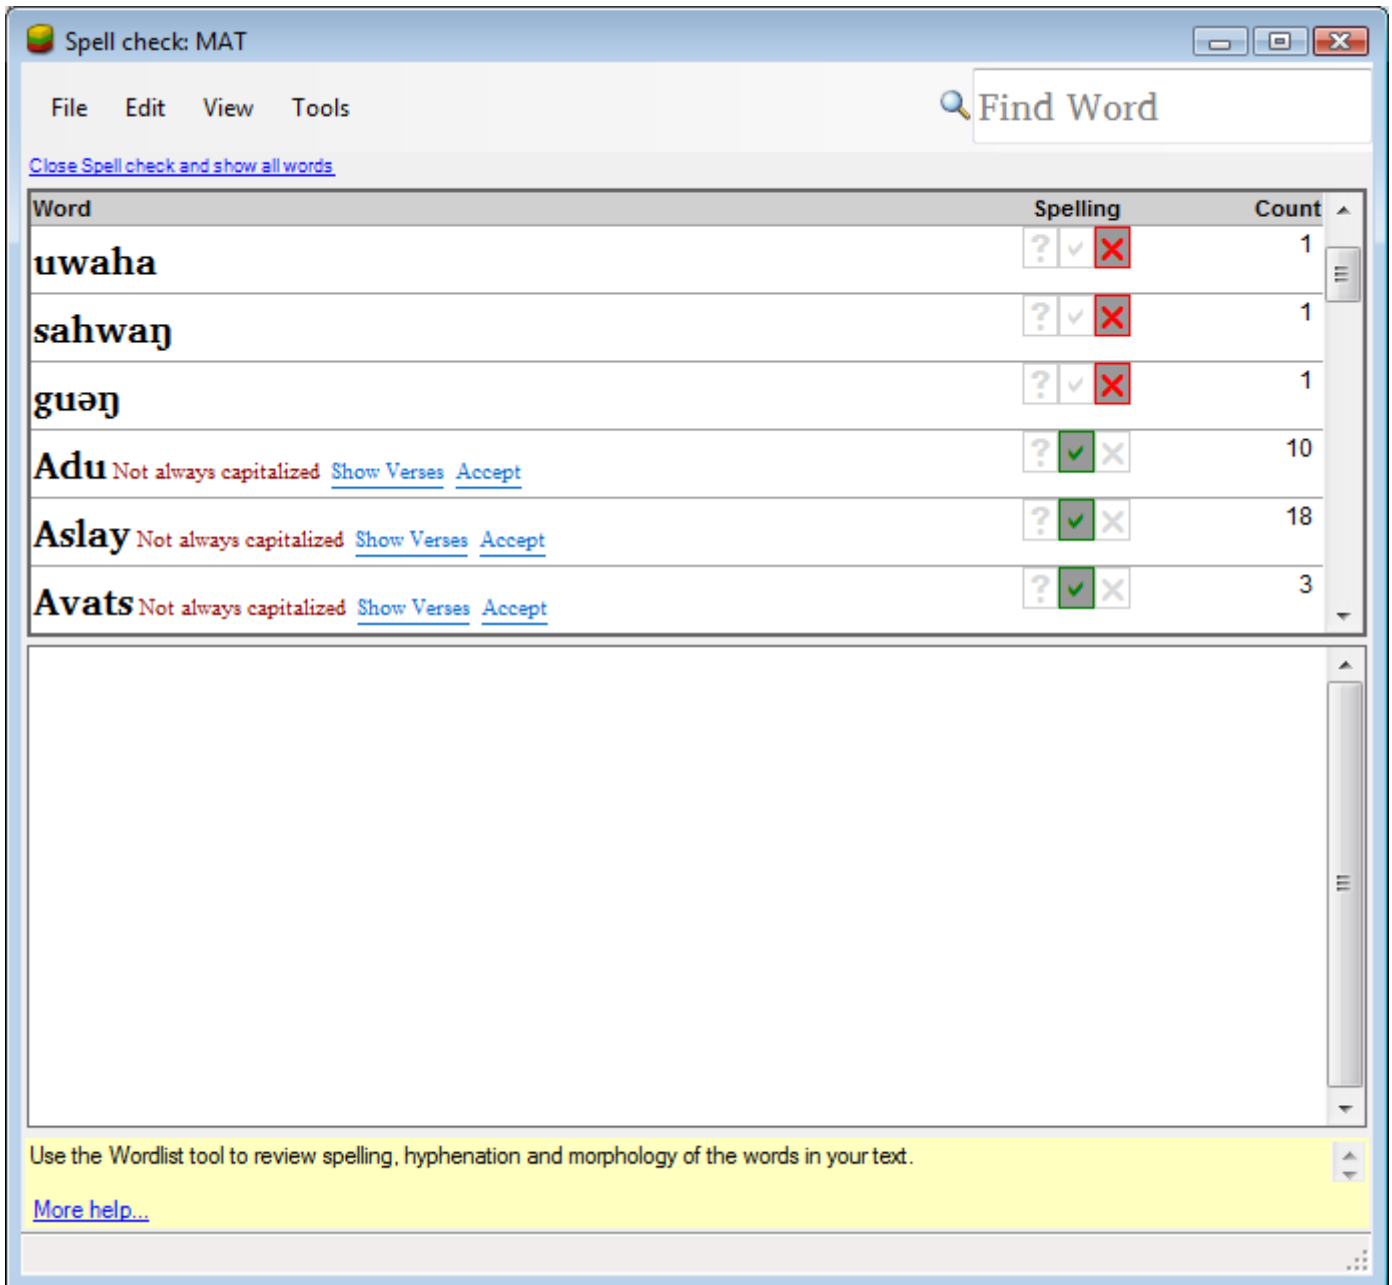 Spell check: MAT
File Edit View Tools Find Word
Close Spell check and show all words
Word Spelling Count
uwaha 1
sahwaŋ 1
guəŋ 1
Adu Not always capitalized Show Verses Accept 10
Aslay Not always capitalized Show Verses Accept 18
Avats Not always capitalized Show Verses Accept 3
Use the Wordlist tool to review spelling, hyphenation and morphology of the words in your text.
More help...